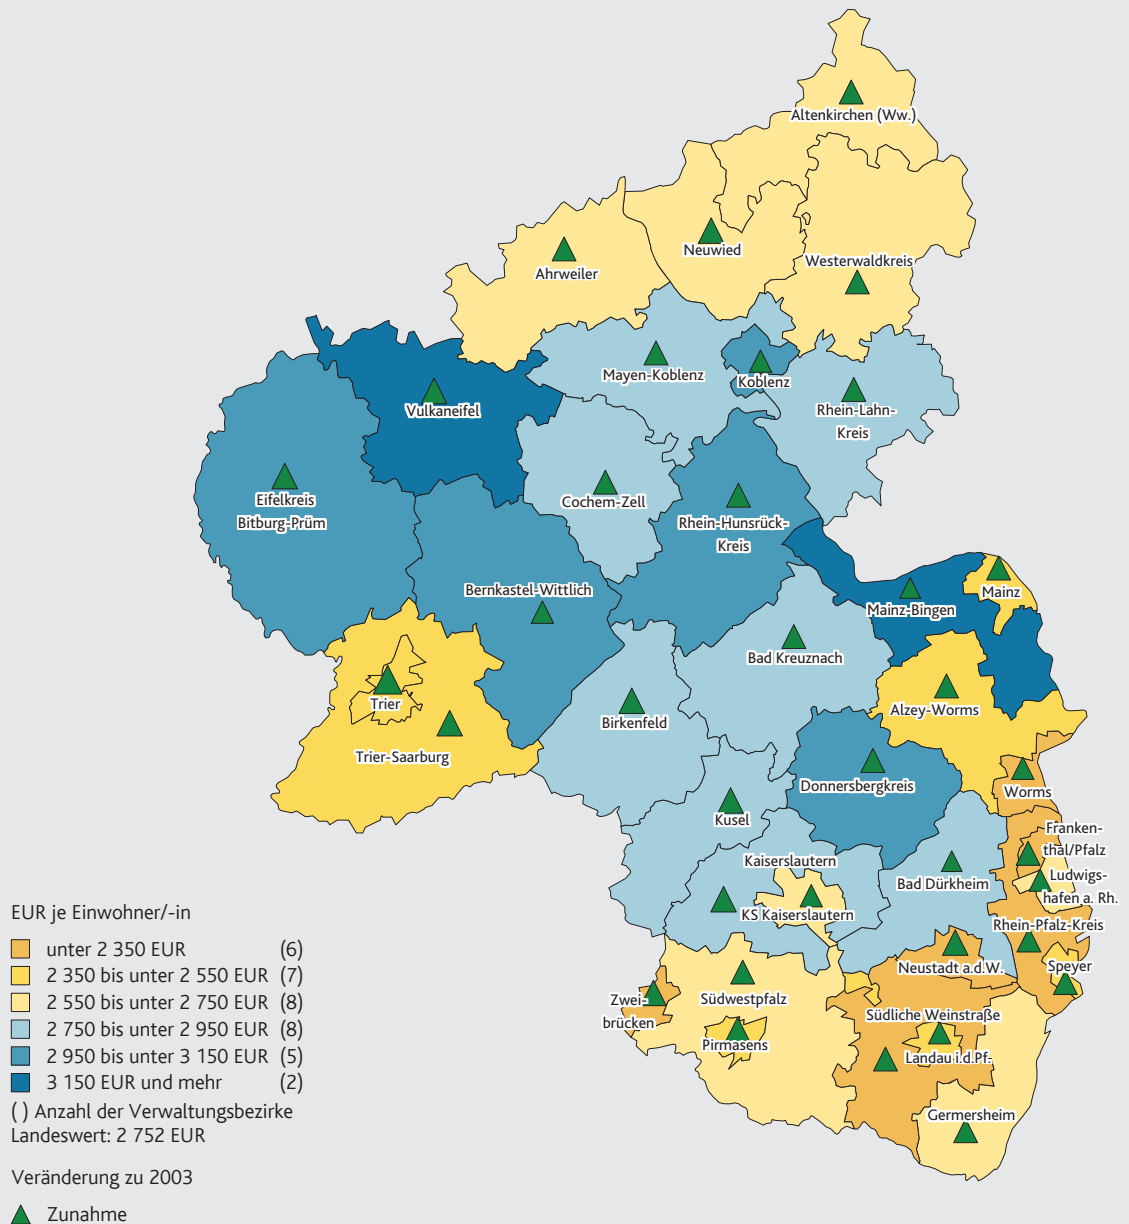 Altenkirchen (Ww.)
Neuwied
Westerwaldkreis
Ahrweiler
Mayen-Koblenz
Koblenz
Rhein-Lahn-
Kreis
Vulkaneifel
Eifelkreis
Bitburg-Prüm
Cochem-Zell
Rhein-Hunsrück-
Kreis
Bernkastel-Wittlich
Mainz-Bingen
Mainz
Bad Kreuznach
Trier
Trier-Saarburg
Birkenfeld
Alzey-Worms
Donnersbergkreis
Worms
Kusel
Franken-
thal/Pfalz
Kaiserslautern
KS Kaiserslautern
Bad Dürkheim
Ludwigs-
hafen a. Rh.
Rhein-Pfalz-Kreis
Neustadt a.d.W.
Speyer
Zwei-
brücken
Südwestpfalz
Pirmasens
Südliche Weinstraße
Landau i.d.Pf.
Germersheim
EUR je Einwohner/-in
unter 2 350 EUR (6)
2 350 bis unter 2 550 EUR (7)
2 550 bis unter 2 750 EUR (8)
2 750 bis unter 2 950 EUR (8)
2 950 bis unter 3 150 EUR (5)
3 150 EUR und mehr (2)
( ) Anzahl der Verwaltungsbezirke
Landeswert: 2 752 EUR
Veränderung zu 2003
Zunahme